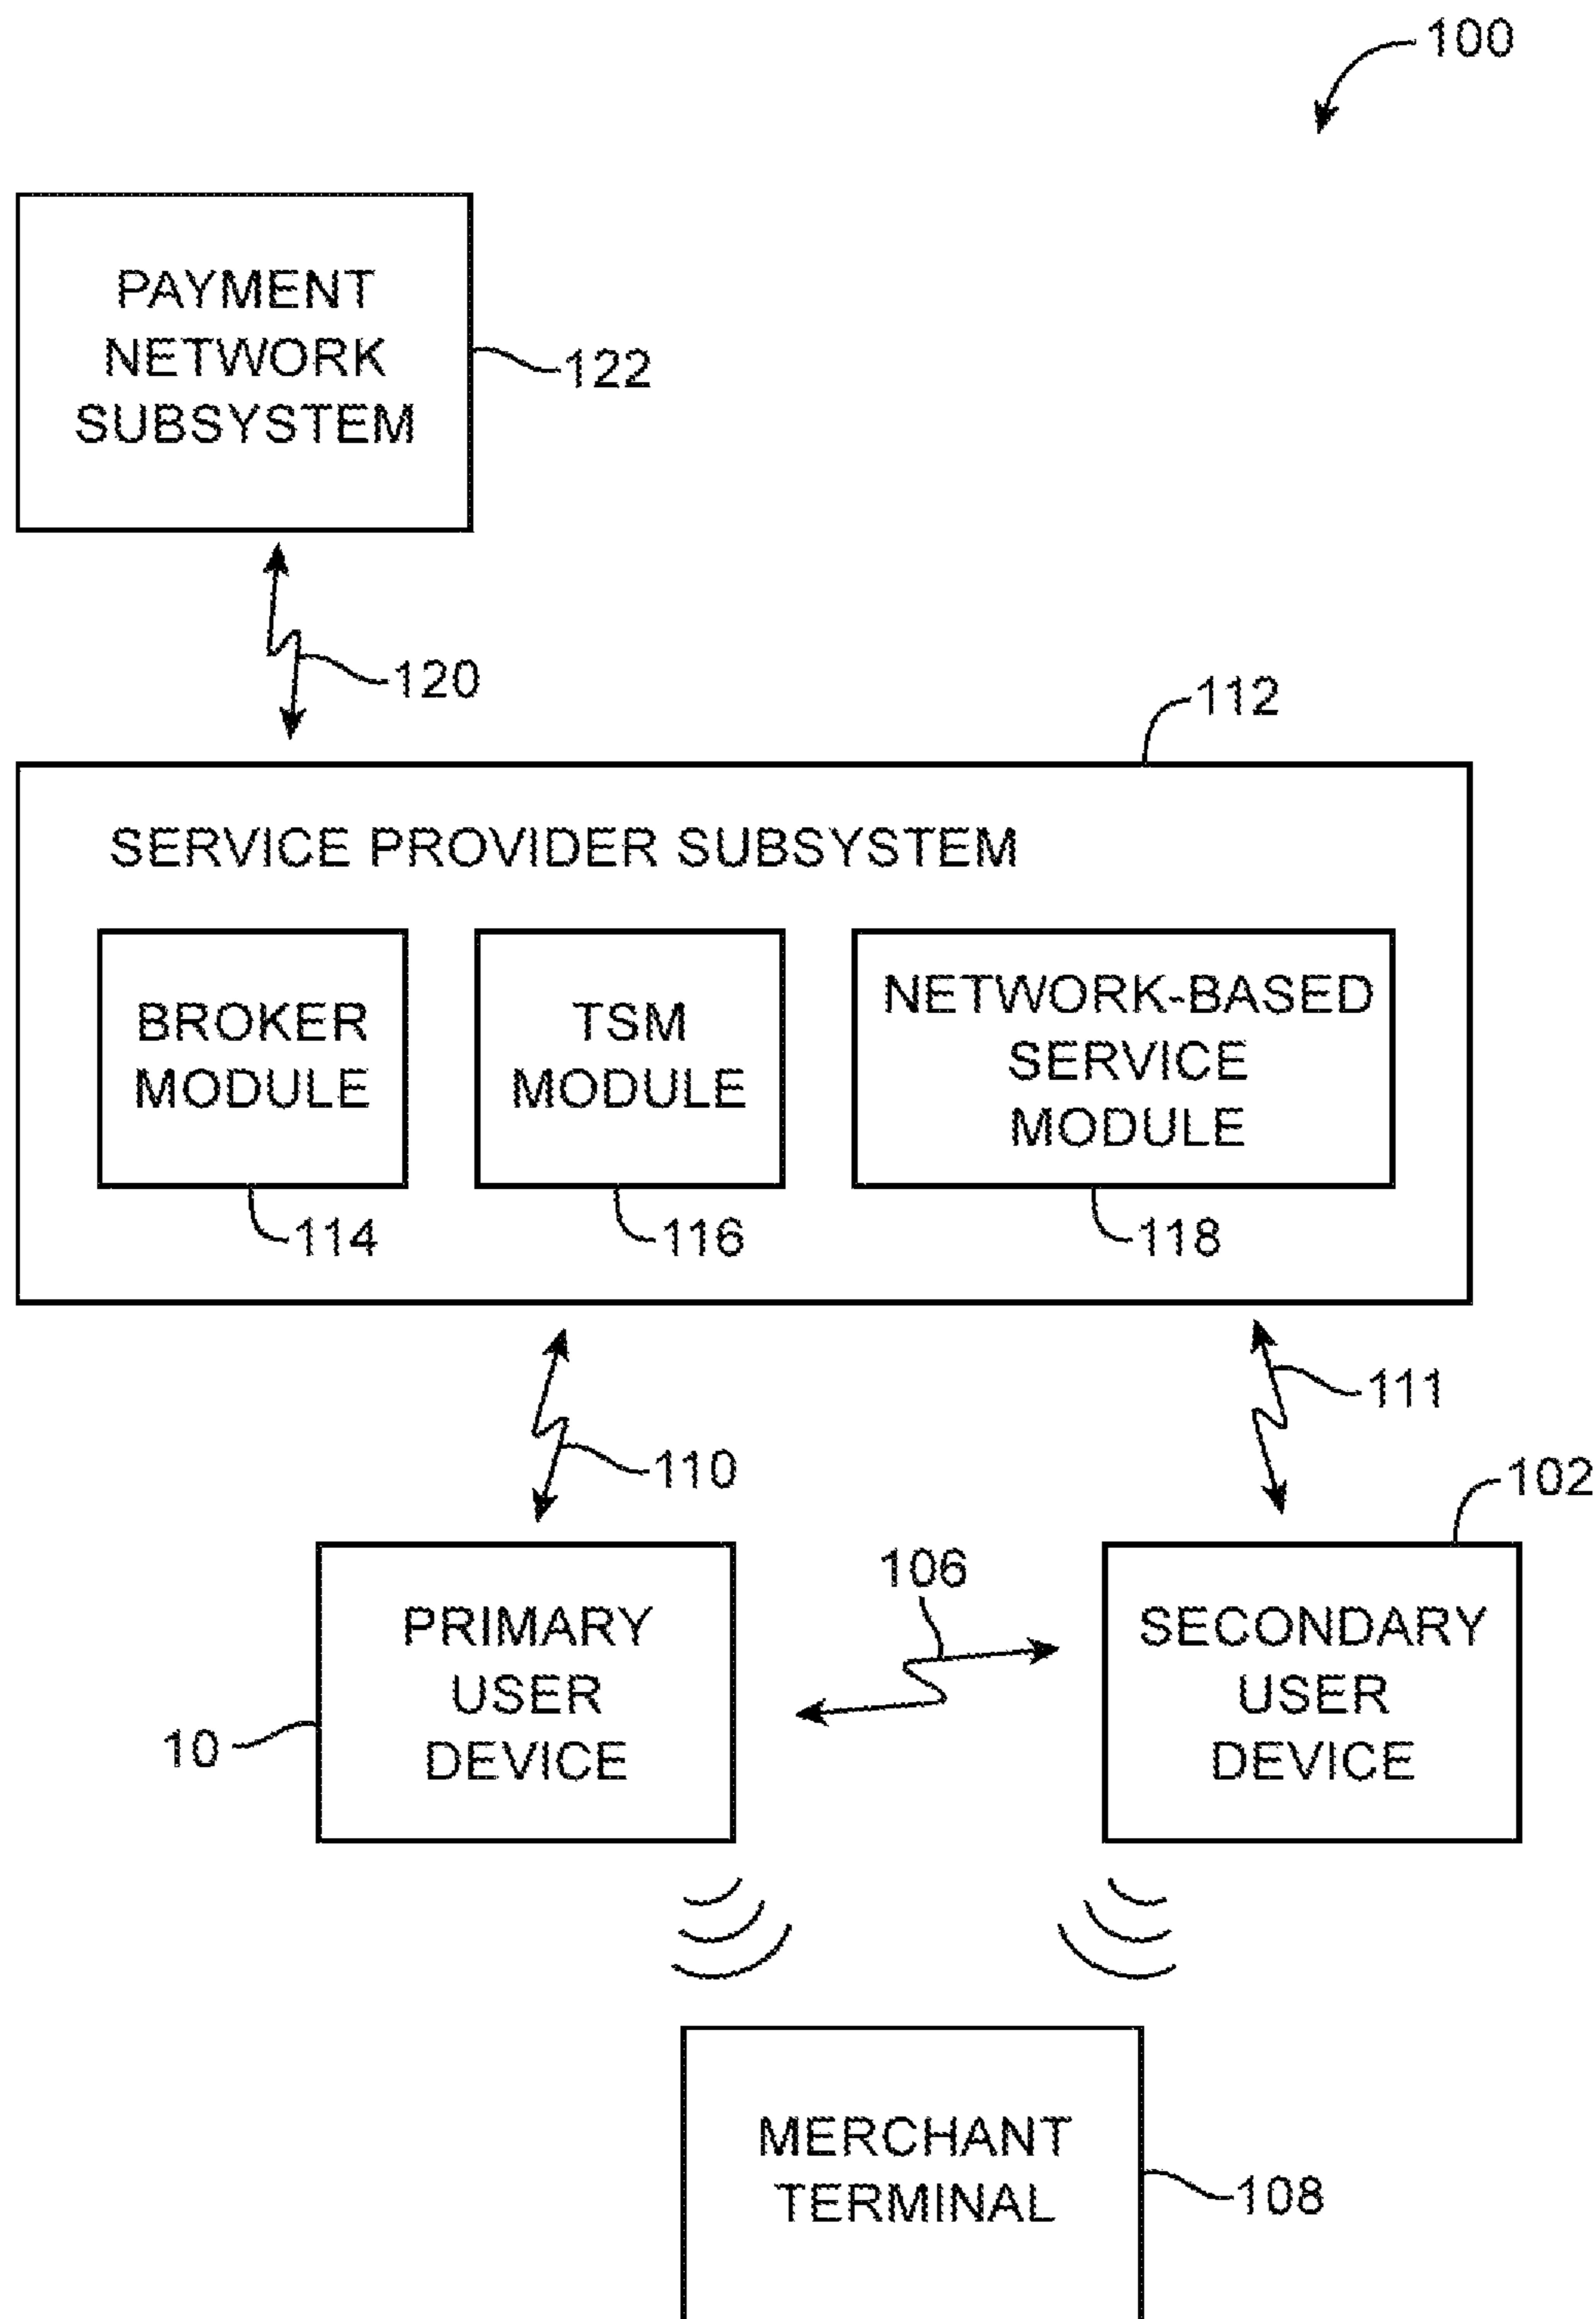 100
PAYMENT
NETWORK
SUBSYSTEM
122
120
112
SERVICE PROVIDER SUBSYSTEM
BROKER
MODULE
TSM
MODULE
NETWORK-BASED
SERVICE
MODULE
114
116
118
110
111
102
106
PRIMARY
USER
DEVICE
10
SECONDARY
USER
DEVICE
MERCHANT
TERMINAL
108